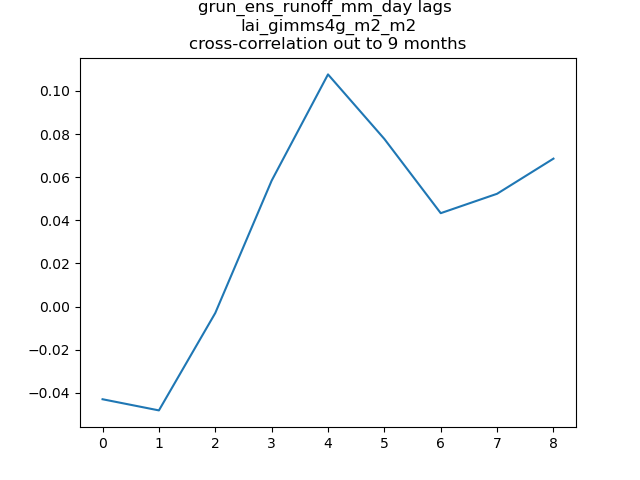 grun_ens_runoff_mm_day lags
lai_gimms4g_m2_m2
cross-correlation out to 9 months
0.10
0.08
0.06
0.04
0.02
0.00
−0.02
−0.04
0 1 2 3 4 5 6 7 8